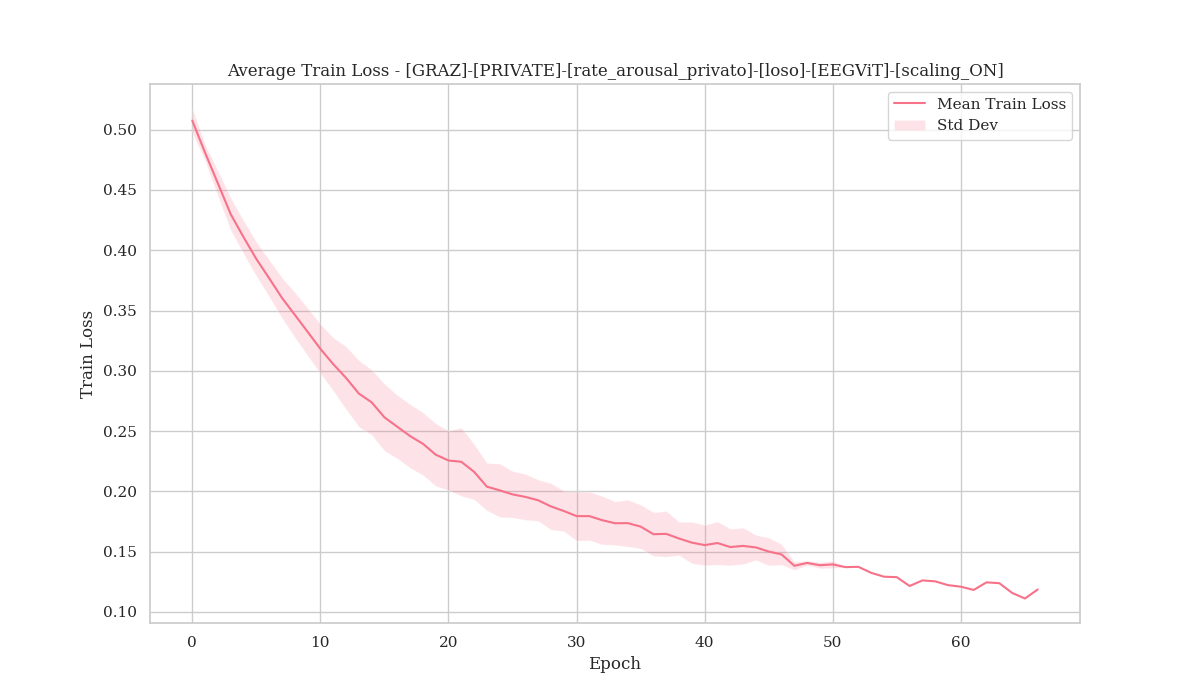 Average Train Loss - [GRAZ]-[PRIVATE]-[rate_arousal_privato]-[loso]-[EEGViT]-[scaling_ON]
Mean Train Loss
Std Dev
0.50
0.45
0.40
0.35
0.30
0.25
0.20
0.15
0.10
Train Loss
0 10 20 30 40 50 60
Epoch